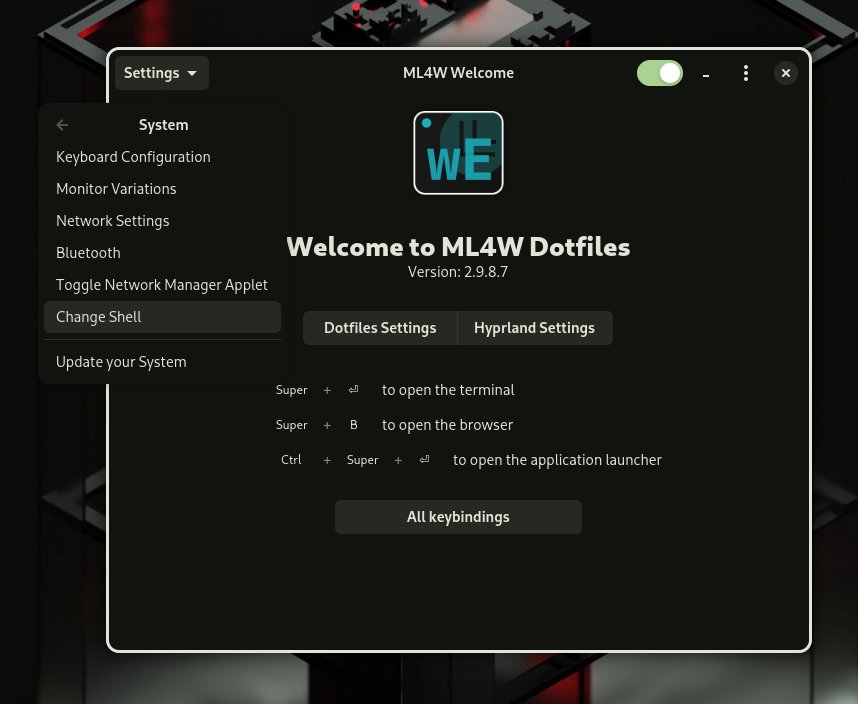 Settings
ML4W Welcome
System
Keyboard Configuration
Monitor Variations
Network Settings
Bluetooth
Toggle Network Manager Applet
Change Shell
Update your System
WE
Welcome to ML4W Dotfiles
Version: 2.9.8.7
Dotfiles Settings Hyprland Settings
Super + ⏎ to open the terminal
Super + B to open the browser
Ctrl + Super + ⏎ to open the application launcher
All keybindings